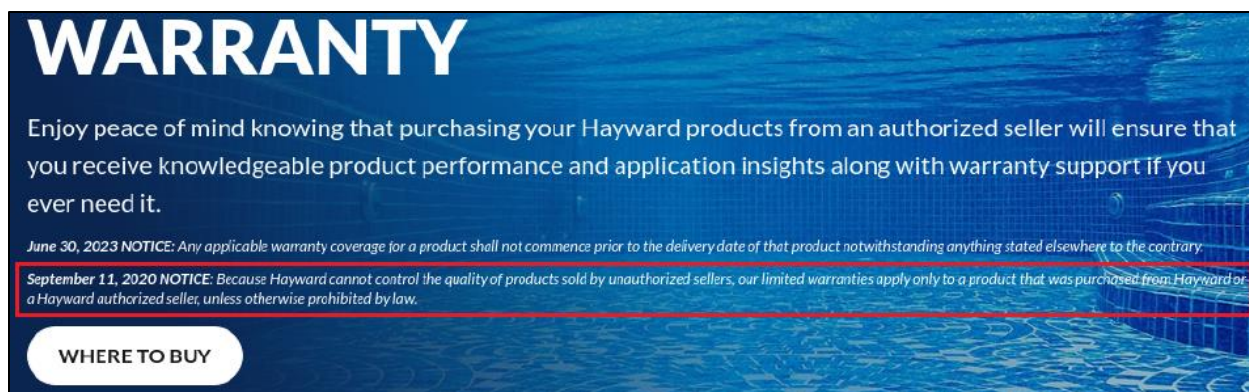 WARRANTY
Enjoy peace of mind knowing that purchasing your Hayward products from an authorized seller will ensure that
you receive knowledgeable product performance and application insights along with warranty support if you
ever need it.
June 30, 2023 NOTICE: Any applicable warranty coverage for a product shall not commence prior to the delivery date of that product notwithstanding anything stated elsewhere to the contrary.
September 11, 2020 NOTICE: Because Hayward cannot control the quality of products sold by unauthorized sellers, our limited warranties apply only to a product that was purchased from Hayward or
a Hayward authorized seller, unless otherwise prohibited by law.
WHERE TO BUY